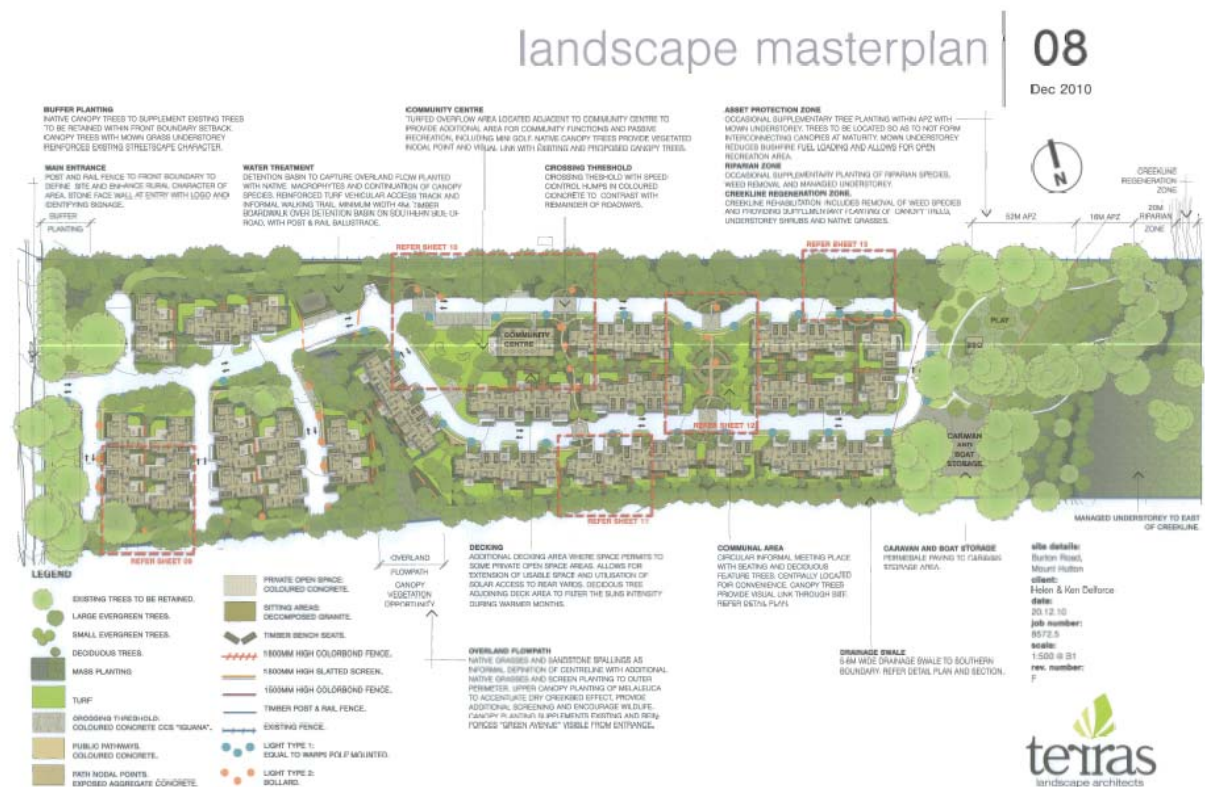 landscape masterplan
08
Dec 2010
BUFFER PLANTING
NATIVE CANOPY TREES TO SUPPLEMENT EXISTING TREES
TO BE RETAINED WITHIN FRONT BOUNDARY SETBACK.
CANOPY TREES WITH MOWN GRASS UNDERSTOREY
REINFORCES EXISTING STREETSCAPE CHARACTER.
MAIN ENTRANCE
POST AND RAIL FENCE TO FRONT BOUNDARY TO
DEFINE SITE AND ENHANCE RURAL CHARACTER OF
AREA. STONE FACE WALL AT ENTRY WITH LOGO AND
IDENTIFYING SIGNAGE.
BUFFER
PLANTING
WATER TREATMENT
DETENTION BASIN TO CAPTURE OVERLAND FLOW PLANTED
WITH NATIVE MACROPHYTES AND CONTINUATION OF CANOPY
SPECIES. REINFORCED TURF VEHICULAR ACCESS TRACK AND
INFORMAL WALKING TRAIL, MINIMUM WIDTH 4M. TIMBER
BOARDWALK OVER DETENTION BASIN ON SOUTHERN SIDE OF
ROAD, WITH POST & RAIL BALUSTRADE.
COMMUNITY CENTRE
TURFED OVERFLOW AREA LOCATED ADJACENT TO COMMUNITY CENTRE TO
PROVIDE ADDITIONAL AREA FOR COMMUNITY FUNCTIONS AND PASSIVE
RECREATION, INCLUDING MINI GOLF. NATIVE CANOPY TREES PROVIDE VEGETATED
NODAL POINT AND VISUAL LINK WITH EXISTING AND PROPOSED CANOPY TREES.
CROSSING THRESHOLD
CROSSING THESHOLD WITH SPEED
CONTROL HUMPS IN COLOURED
CONCRETE TO CONTRAST WITH
REMAINDER OF ROADWAYS.
ASSET PROTECTION ZONE
OCCASIONAL SUPPLEMENTARY TREE PLANTING WITHIN APZ WITH
MOWN UNDERSTOREY. TREES TO BE LOCATED SO AS TO NOT FORM
INTERCONNECTING CANOPIES AT MATURITY. MOWN UNDERSTOREY
REDUCES BUSHFIRE FUEL LOADING AND ALLOWS FOR OPEN
RECREATION AREA.
RIPARIAN ZONE
OCCASIONAL SUPPLEMENTARY PLANTING OF RIPARIAN SPECIES,
WEED REMOVAL AND MANAGED UNDERSTOREY.
CREEKLINE REGENERATION ZONE.
CREEKLINE REHABILITATION INCLUDES REMOVAL OF WEED SPECIES
AND PROVIDING SUPPLEMENTARY PLANTING OF CANOPY TREES,
UNDERSTOREY SHRUBS AND NATIVE GRASSES.
N
CREEKLINE
REGENERATION
ZONE
52M APZ
18M APZ
20M
RIPARIAN
ZONE
REFER SHEET 10
REFER SHEET 13
COMMUNITY
CENTRE
PLAY
BBQ
REFER SHEET 12
CARAVAN
AND
BOAT
STORAGE
REFER SHEET 11
REFER SHEET 09
MANAGED UNDERSTOREY TO EAST
OF CREEKLINE.
OVERLAND
FLOWPATH
CANOPY
VEGETATION
OPPORTUNITY
DECKING
ADDITIONAL DECKING AREA WHERE SPACE PERMITS TO
SOME PRIVATE OPEN SPACE AREAS. ALLOWS FOR
EXTENSION OF USABLE SPACE AND UTILISATION OF
SOLAR ACCESS TO REAR YARDS. DECIDUOS TREE
ADJOINING DECK AREA TO FILTER THE SUNS INTENSITY
DURING WARMER MONTHS.
OVERLAND FLOWPATH
NATIVE GRASSES AND SANDSTONE SPALLINGS AS
INFORMAL DEFINITION OF CENTRELINE WITH ADDITIONAL
NATIVE GRASSES AND SCREEN PLANTING TO OUTER
PERIMETER. UPPER CANOPY PLANTING OF MELALEUCA
TO ACCENTUATE DRY CREEKBED EFFECT, PROVIDE
ADDITIONAL SCREENING AND ENCOURAGE WILDLIFE.
CANOPY PLANTING SUPPLEMENTS EXISTING AND REIN-
FORCES "GREEN AVENUE" VISIBLE FROM ENTRANCE.
COMMUNAL AREA
CIRCULAR INFORMAL MEETING PLACE
WITH SEATING AND DECIDUOUS
FEATURE TREES. CENTRALLY LOCATED
FOR CONVENIENCE. CANOPY TREES
PROVIDE VISUAL LINK THROUGH SITE.
REFER DETAIL PLAN
CARAVAN AND BOAT STORAGE
PERMEBALE PAVING TO CARAVAN
STORAGE AREA.
DRAINAGE SWALE
5-6M WIDE DRAINAGE SWALE TO SOUTHERN
BOUNDARY. REFER DETAIL PLAN AND SECTION.
LEGEND
EXISTING TREES TO BE RETAINED.
LARGE EVERGREEN TREES.
SMALL EVERGREEN TREES.
DECIDUOUS TREES.
MASS PLANTING
TURF
CROSSING THRESHOLD:
COLOURED CONCRETE CCS "IGUANA".
PUBLIC PATHWAYS.
COLOURED CONCRETE.
PATH NODAL POINTS.
EXPOSED AGGREGATE CONCRETE.
PRIVATE OPEN SPACE:
COLOURED CONCRETE.
SITTING AREAS:
DECOMPOSED GRANITE.
TIMBER BENCH SEATS.
1800MM HIGH COLORBOND FENCE.
1800MM HIGH SLATTED SCREEN.
1500MM HIGH COLORBOND FENCE.
TIMBER POST & RAIL FENCE.
EXISTING FENCE.
LIGHT TYPE 1:
EQUAL TO WARPS POLE MOUNTED.
LIGHT TYPE 2:
BOLLARD.
site details:
Burton Road,
Mount Hutton
client:
Helen & Ken Delforce
date:
20.12.10
job number:
8572.5
scale:
1:500 @ B1
rev. number:
F
terras
landscape architects